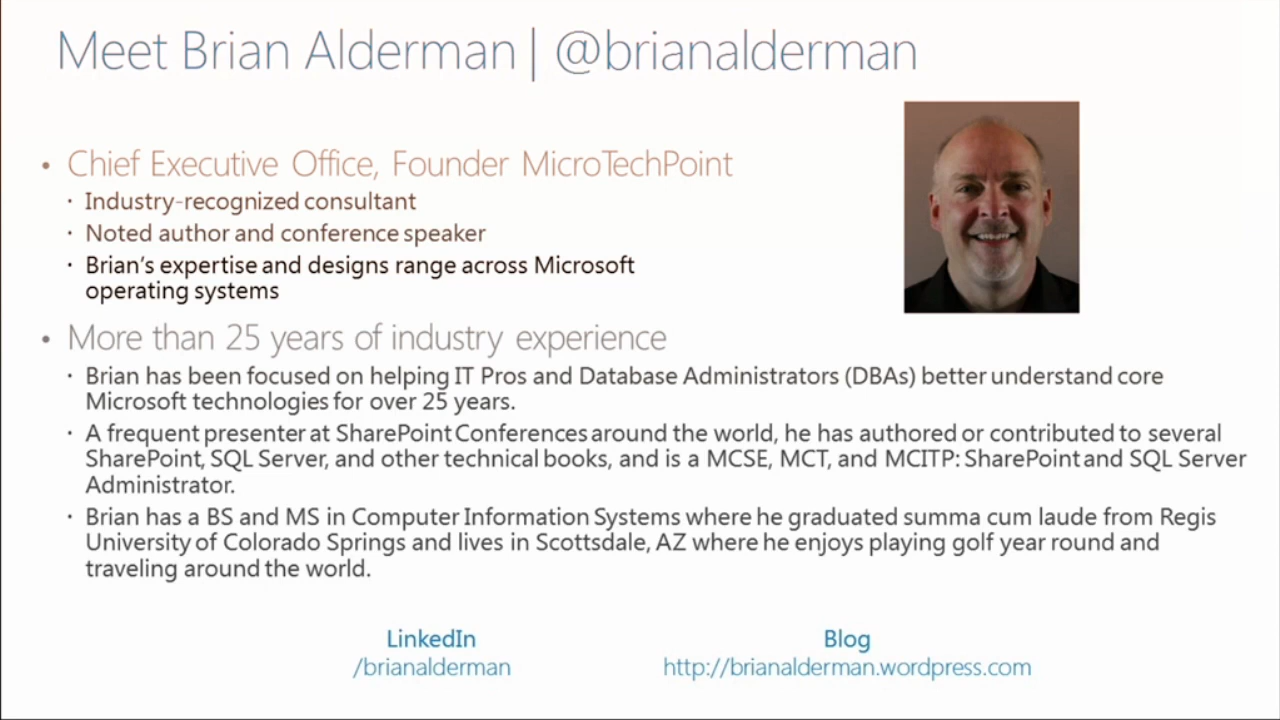 Meet Brian Alderman | @brianalderman
• Chief Executive Office, Founder MicroTechPoint
• Industry-recognized consultant
• Noted author and conference speaker
• Brian’s expertise and designs range across Microsoft
operating systems
• More than 25 years of industry experience
• Brian has been focused on helping IT Pros and Database Administrators (DBAs) better understand core
Microsoft technologies for over 25 years.
• A frequent presenter at SharePoint Conferences around the world, he has authored or contributed to several
SharePoint, SQL Server, and other technical books, and is a MCSE, MCT, and MCITP: SharePoint and SQL Server
Administrator.
• Brian has a BS and MS in Computer Information Systems where he graduated summa cum laude from Regis
University of Colorado Springs and lives in Scottsdale, AZ where he enjoys playing golf year round and
traveling around the world.
LinkedIn
/brianalderman
Blog
http://brianalderman.wordpress.com